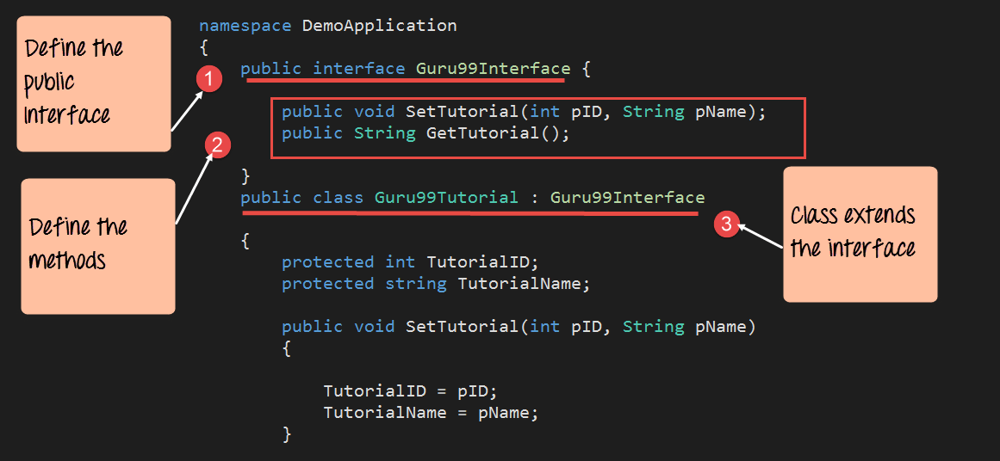 Define the
public
interface
1
2
Define the
methods
namespace DemoApplication
{
public interface Guru99Interface {
public void SetTutorial(int pID, String pName);
public String GetTutorial();
}
public class Guru99Tutorial : Guru99Interface
3
Class extends
the interface
{
protected int TutorialID;
protected string TutorialName;
public void SetTutorial(int pID, String pName)
{
TutorialID = pID;
TutorialName = pName;
}